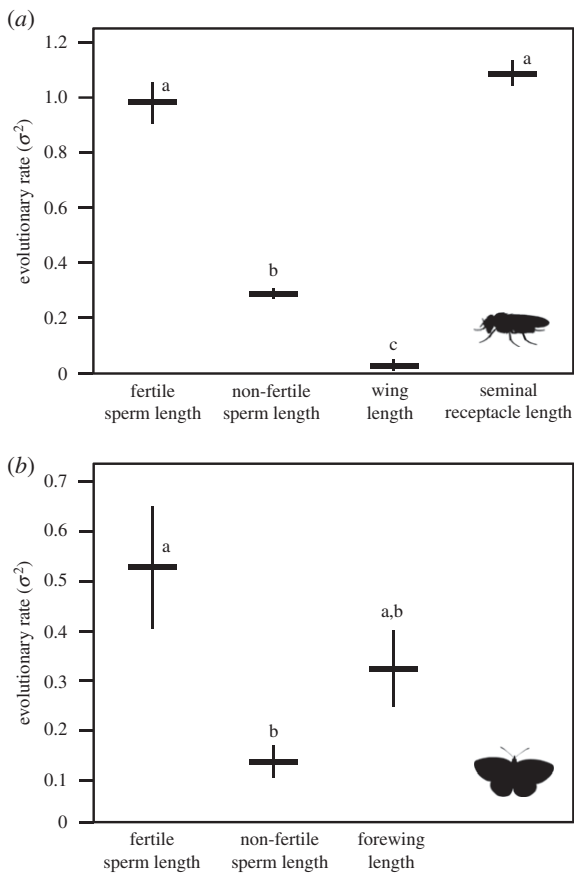 (a)
1.2
1.0
0.8
0.6
0.4
0.2
0
evolutionary rate (σ²)
a
b
c
a
fertile
sperm length
non-fertile
sperm length
wing
length
seminal
receptacle length
(b)
0.7
0.6
0.5
0.4
0.3
0.2
0.1
0
evolutionary rate (σ²)
a
b
a,b
fertile
sperm length
non-fertile
sperm length
forewing
length